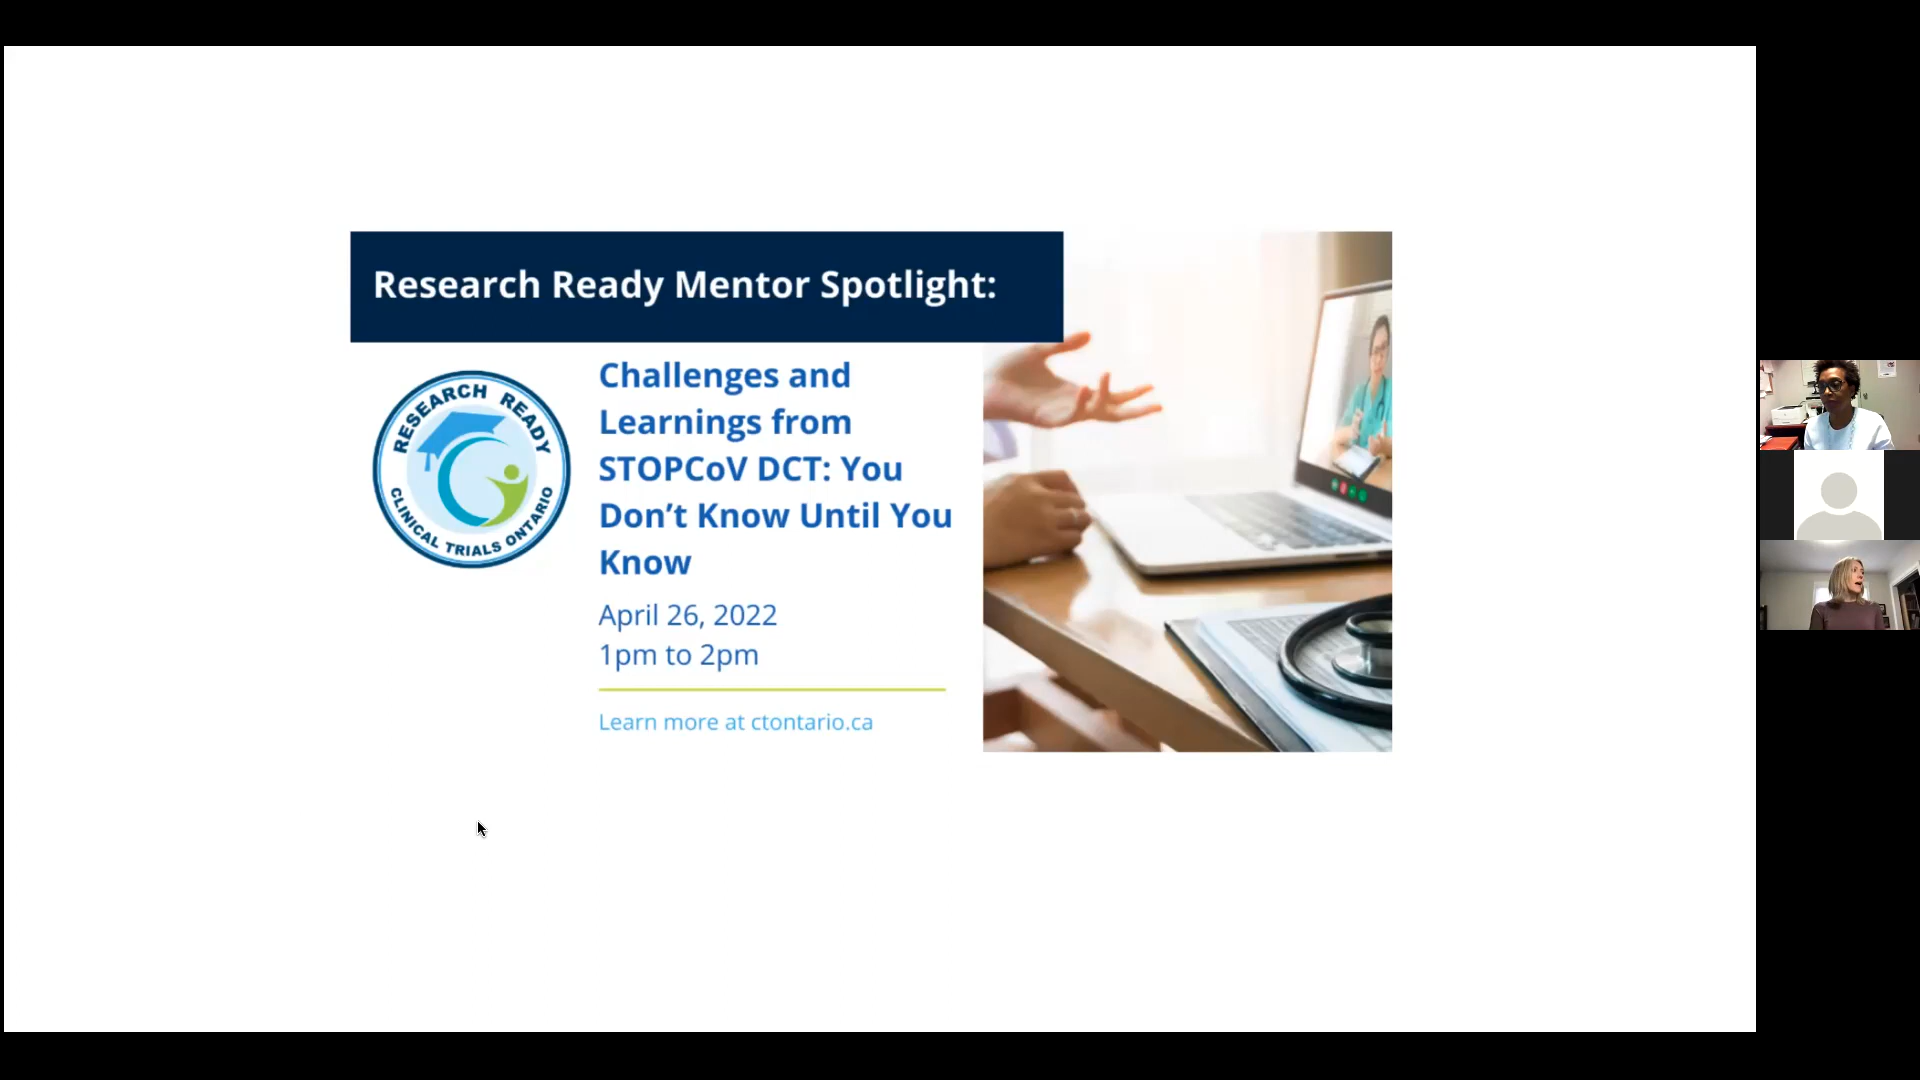 Research Ready Mentor Spotlight:
RESEARCH READY
CLINICAL TRIALS ONTARIO
Challenges and
Learnings from
STOPCoV DCT: You
Don’t Know Until You
Know
April 26, 2022
1pm to 2pm
Learn more at ctontario.ca